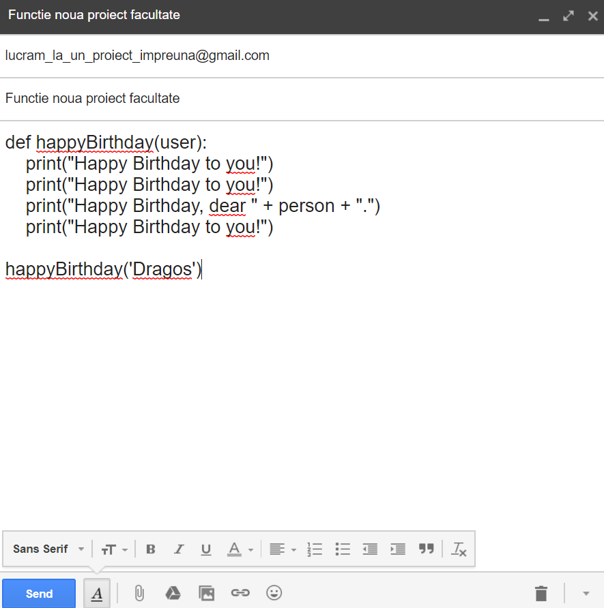 Functie noua proiect facultate
lucram_la_un_proiect_impreuna@gmail.com
Functie noua proiect facultate
def happyBirthday(user):
    print("Happy Birthday to you!")
    print("Happy Birthday to you!")
    print("Happy Birthday, dear " + person + ".")
    print("Happy Birthday to you!")
happyBirthday('Dragos')
Sans Serif
Send